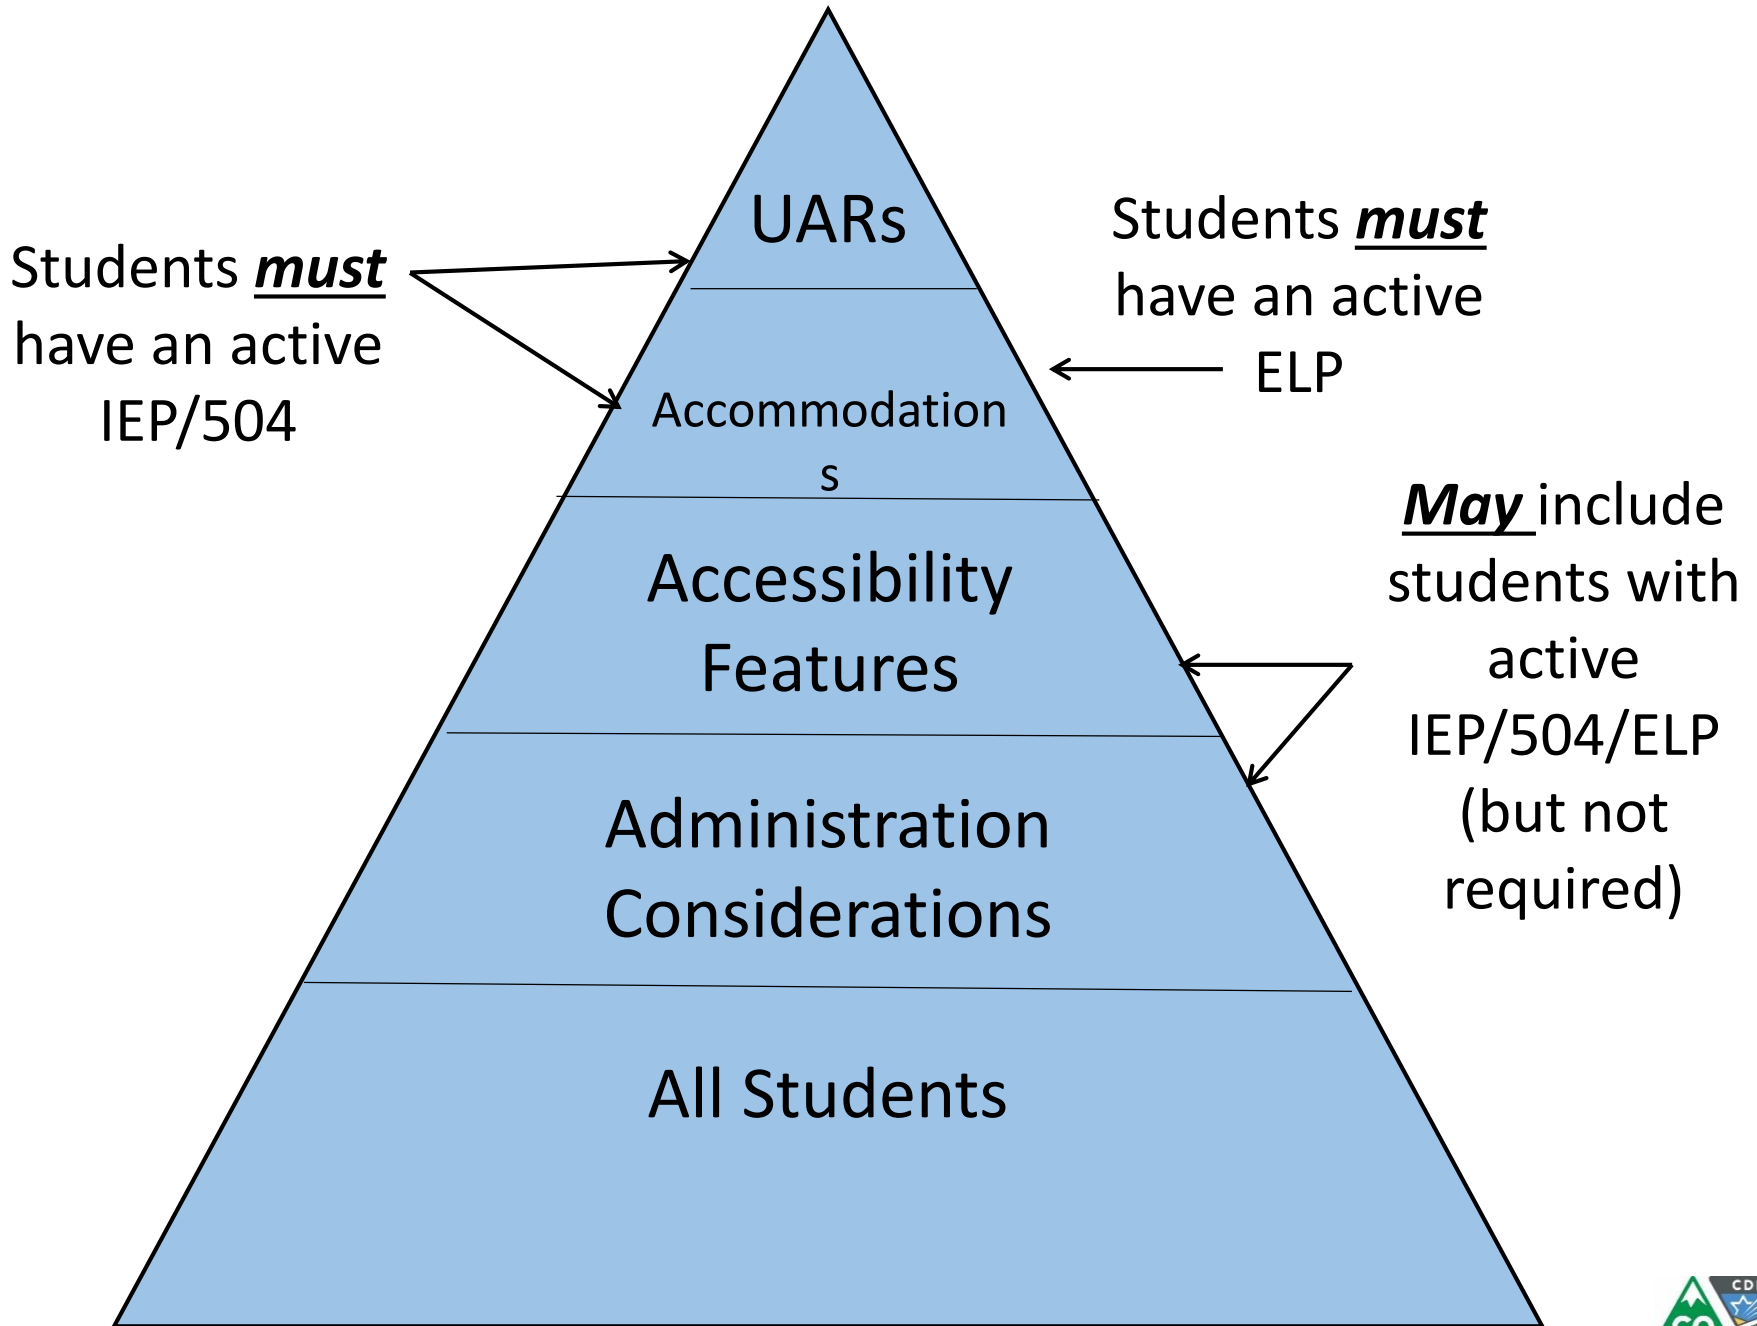 UARs
Students must
have an active
IEP/504
Students must
have an active
ELP
Accommodation
s
May include
students with
active
IEP/504/ELP
(but not
required)
Accessibility
Features
Administration
Considerations
All Students
CO